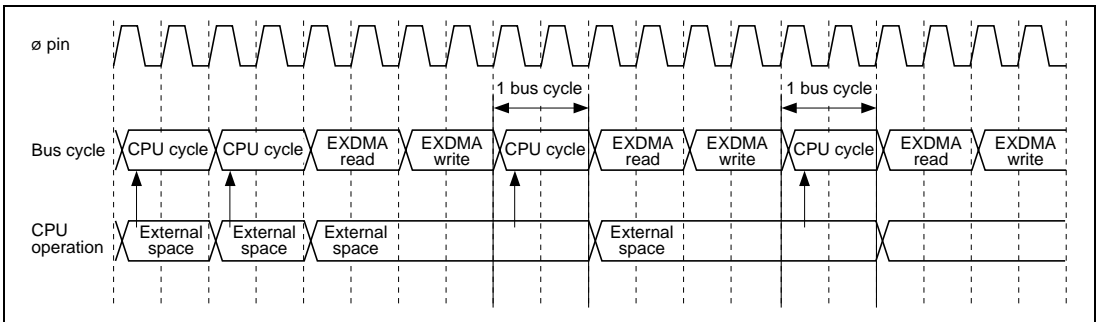 ø pin
1 bus cycle 1 bus cycle
Bus cycle CPU cycle CPU cycle EXDMA read EXDMA write CPU cycle EXDMA read EXDMA write CPU cycle EXDMA read EXDMA write
CPU operation External space External space External space External space